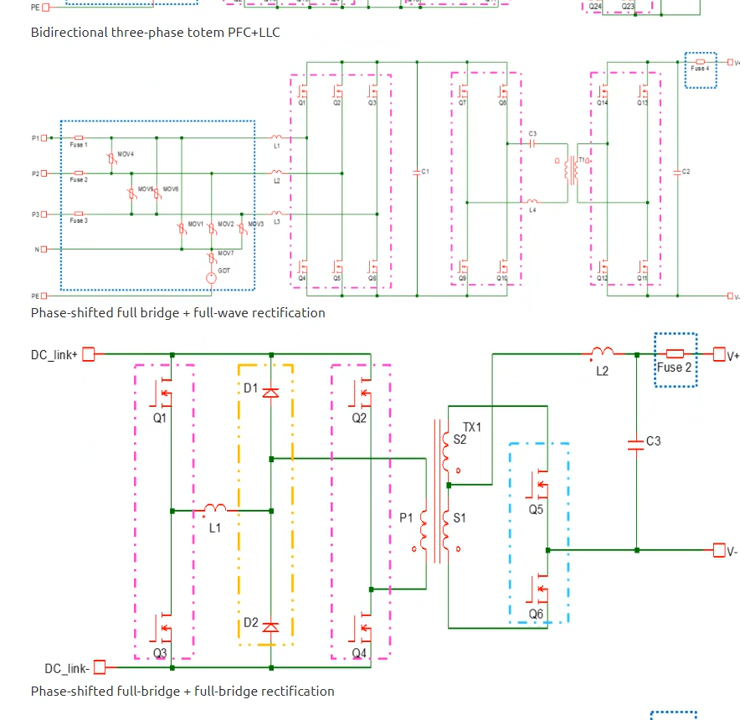 PE
Q24 Q23
Bidirectional three-phase totem PFC+LLC
Fuse 4
V+
Q1 Q2 Q3 Q7 Q8 Q14 Q13
P1 Fuse 1 MOV4 L1 C3 T1
P2 Fuse 2 MOV5 MOV6 L2 C1 C2
P3 Fuse 3 MOV1 MOV2 MOV3 L3 L4
N MOV7
GDT
Q4 Q5 Q6 Q9 Q10 Q12 Q11
PE V-
Phase-shifted full bridge + full-wave rectification
DC_link+ L2 Fuse 2 V+
D1
Q1 Q2
TX1
S2 C3
Q5
P1 S1
L1
V-
Q6
D2
Q3 Q4
DC_link-
Phase-shifted full-bridge + full-bridge rectification